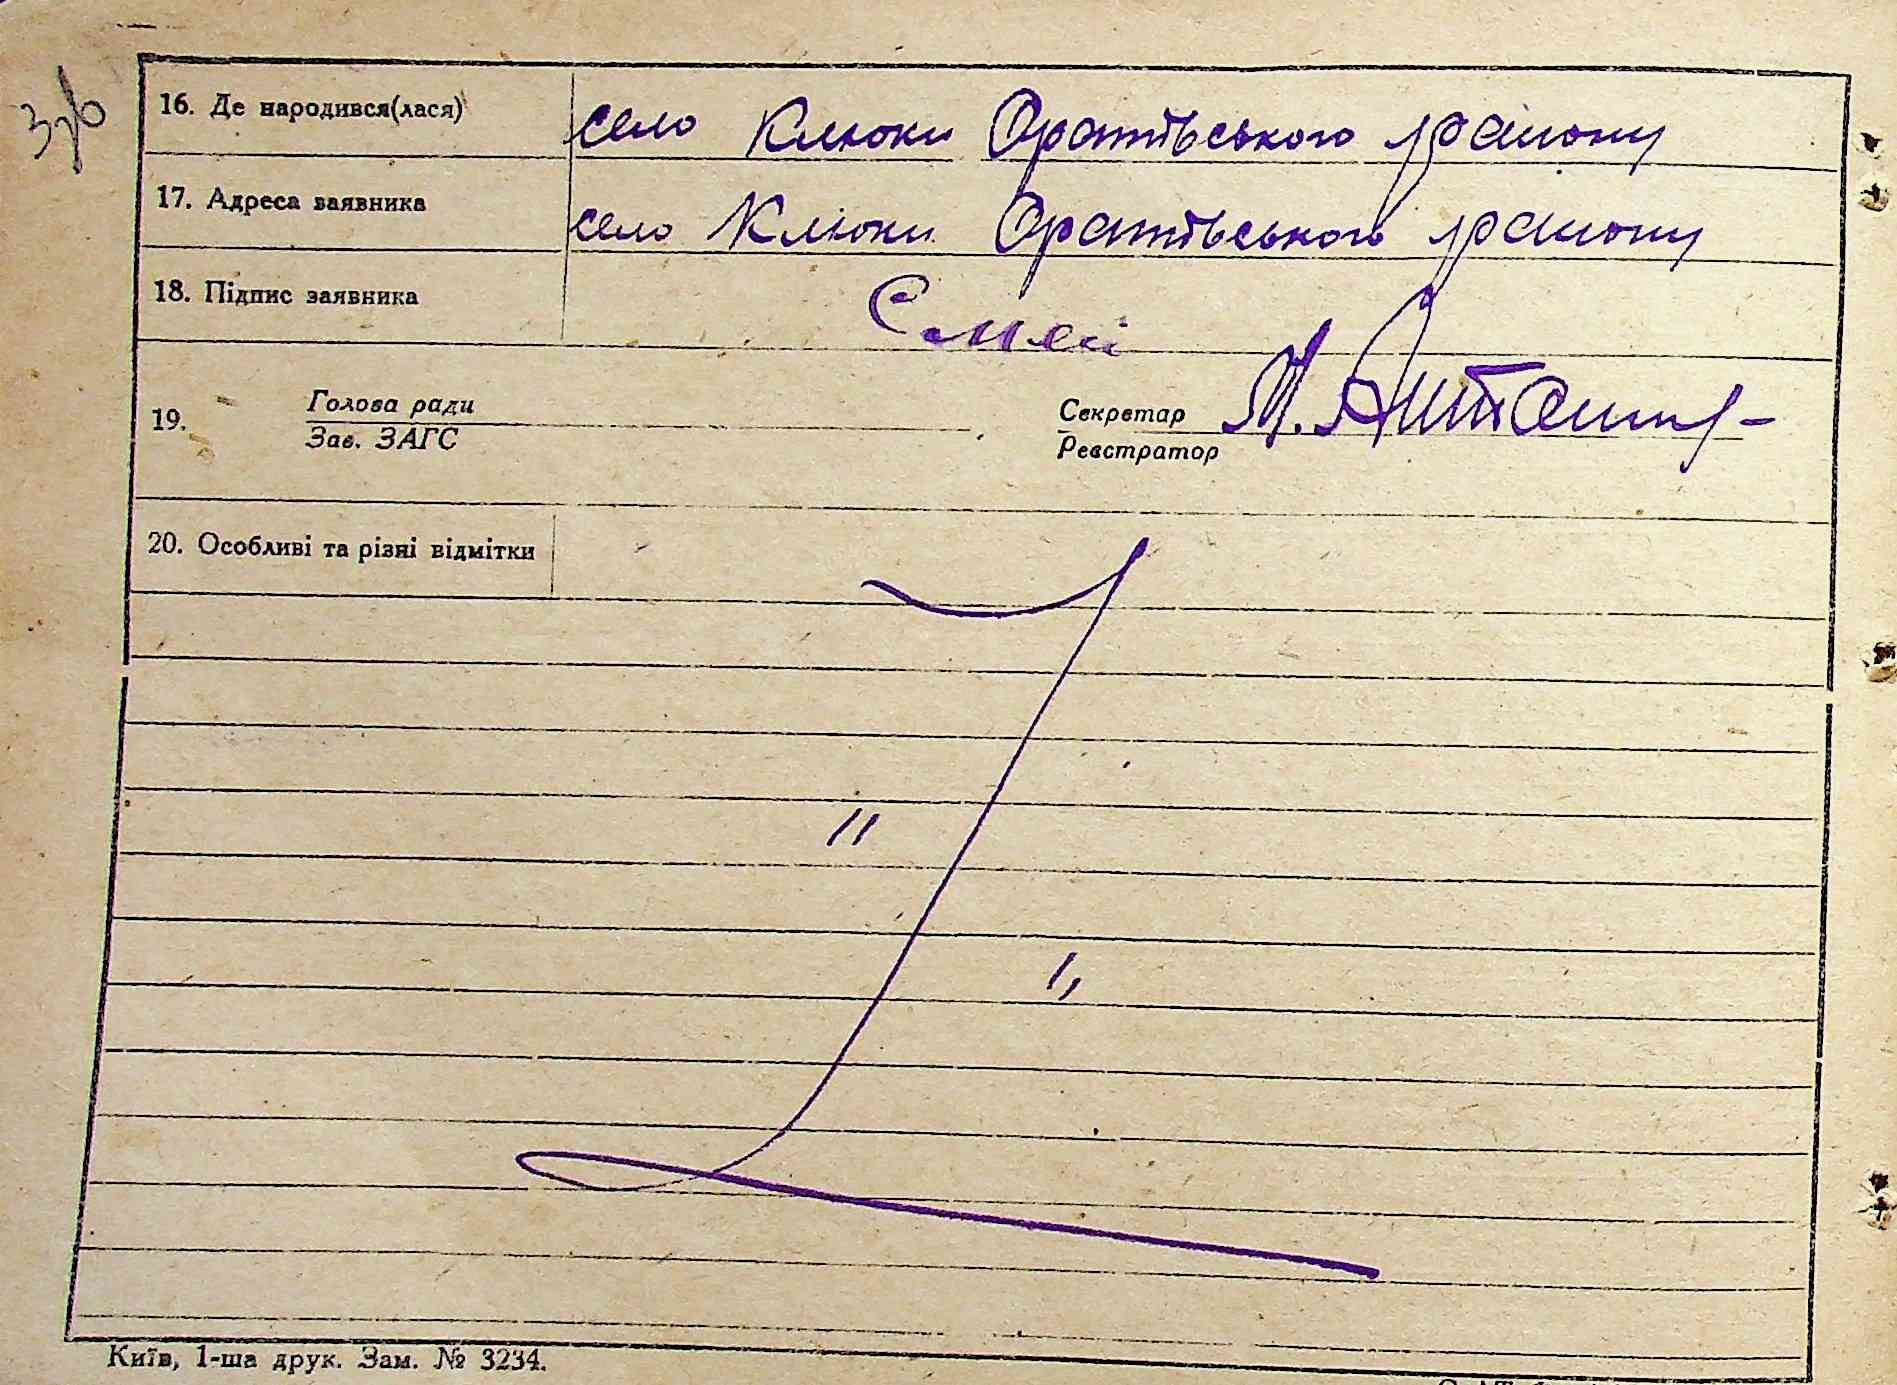 зв
16. Де народився(лася) село Клюки Оратівського району
17. Адреса заявника село Клюки Оратівського району
18. Підпис заявника
19. Голова ради Секретар М.
Зав. ЗАГС Реєстратор
20. Особливі та різні відмітки
"
"
Київ, 1-ша друк. Зам. № 3234.